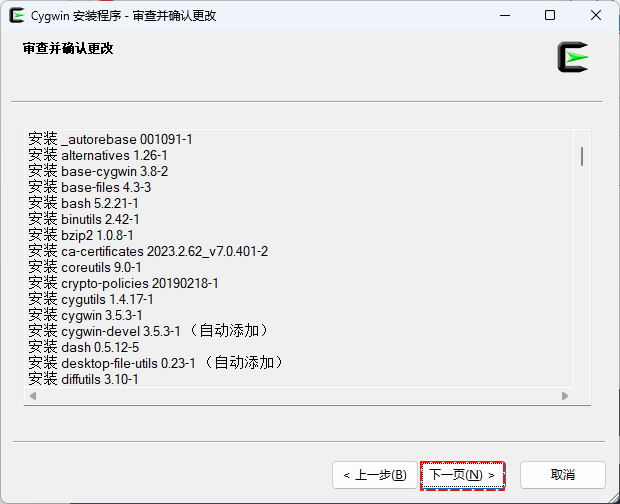 Cygwin 安装程序 - 审查并确认更改
审查并确认更改
安装 _autorebase 001091-1
安装 alternatives 1.26-1
安装 base-cygwin 3.8-2
安装 base-files 4.3-3
安装 bash 5.2.21-1
安装 binutils 2.42-1
安装 bzip2 1.0.8-1
安装 ca-certificates 2023.2.62_v7.0.401-2
安装 coreutils 9.0-1
安装 crypto-policies 20190218-1
安装 cygutils 1.4.17-1
安装 cygwin 3.5.3-1
安装 cygwin-devel 3.5.3-1 （自动添加）
安装 dash 0.5.12-5
安装 desktop-file-utils 0.23-1 （自动添加）
安装 diffutils 3.10-1
< 上一步(B) 下一页(N) > 取消